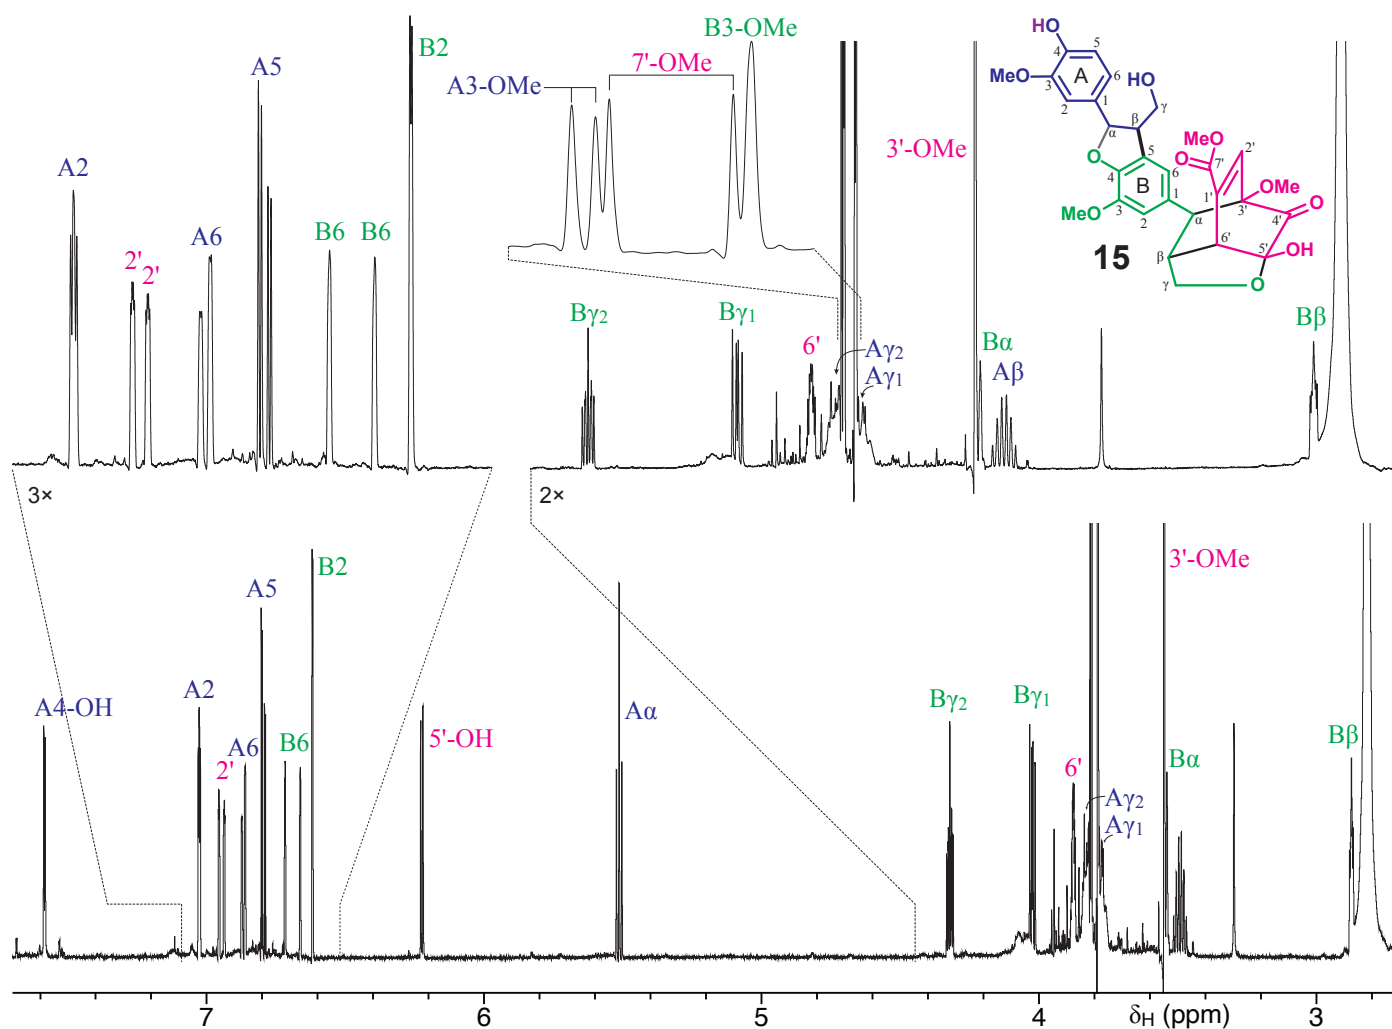 B2
B3-OMe
HO
A5
7'-OMe
4
5
A3-OMe
MeO
3
A
6
HO
2
1
γ
A2
3'-OMe
α
β
MeO
2'
O
5
O
7'
A6
4
6
B6
B6
B
1'
OMe
O
2'
2'
MeO
3
1
3'
4'
2
α
6'
5'
OH
15
β
Bγ2
Bγ1
γ
O
Bβ
6'
Aγ2
Bα
Aγ1
Aβ
3×
2×
B2
3'-OMe
A5
A2
A4-OH
Bγ2
Bγ1
A6
B6
Aα
5'-OH
2'
6'
Bα
Bβ
Aγ2
Aγ1
7
6
5
4
δH (ppm)
3